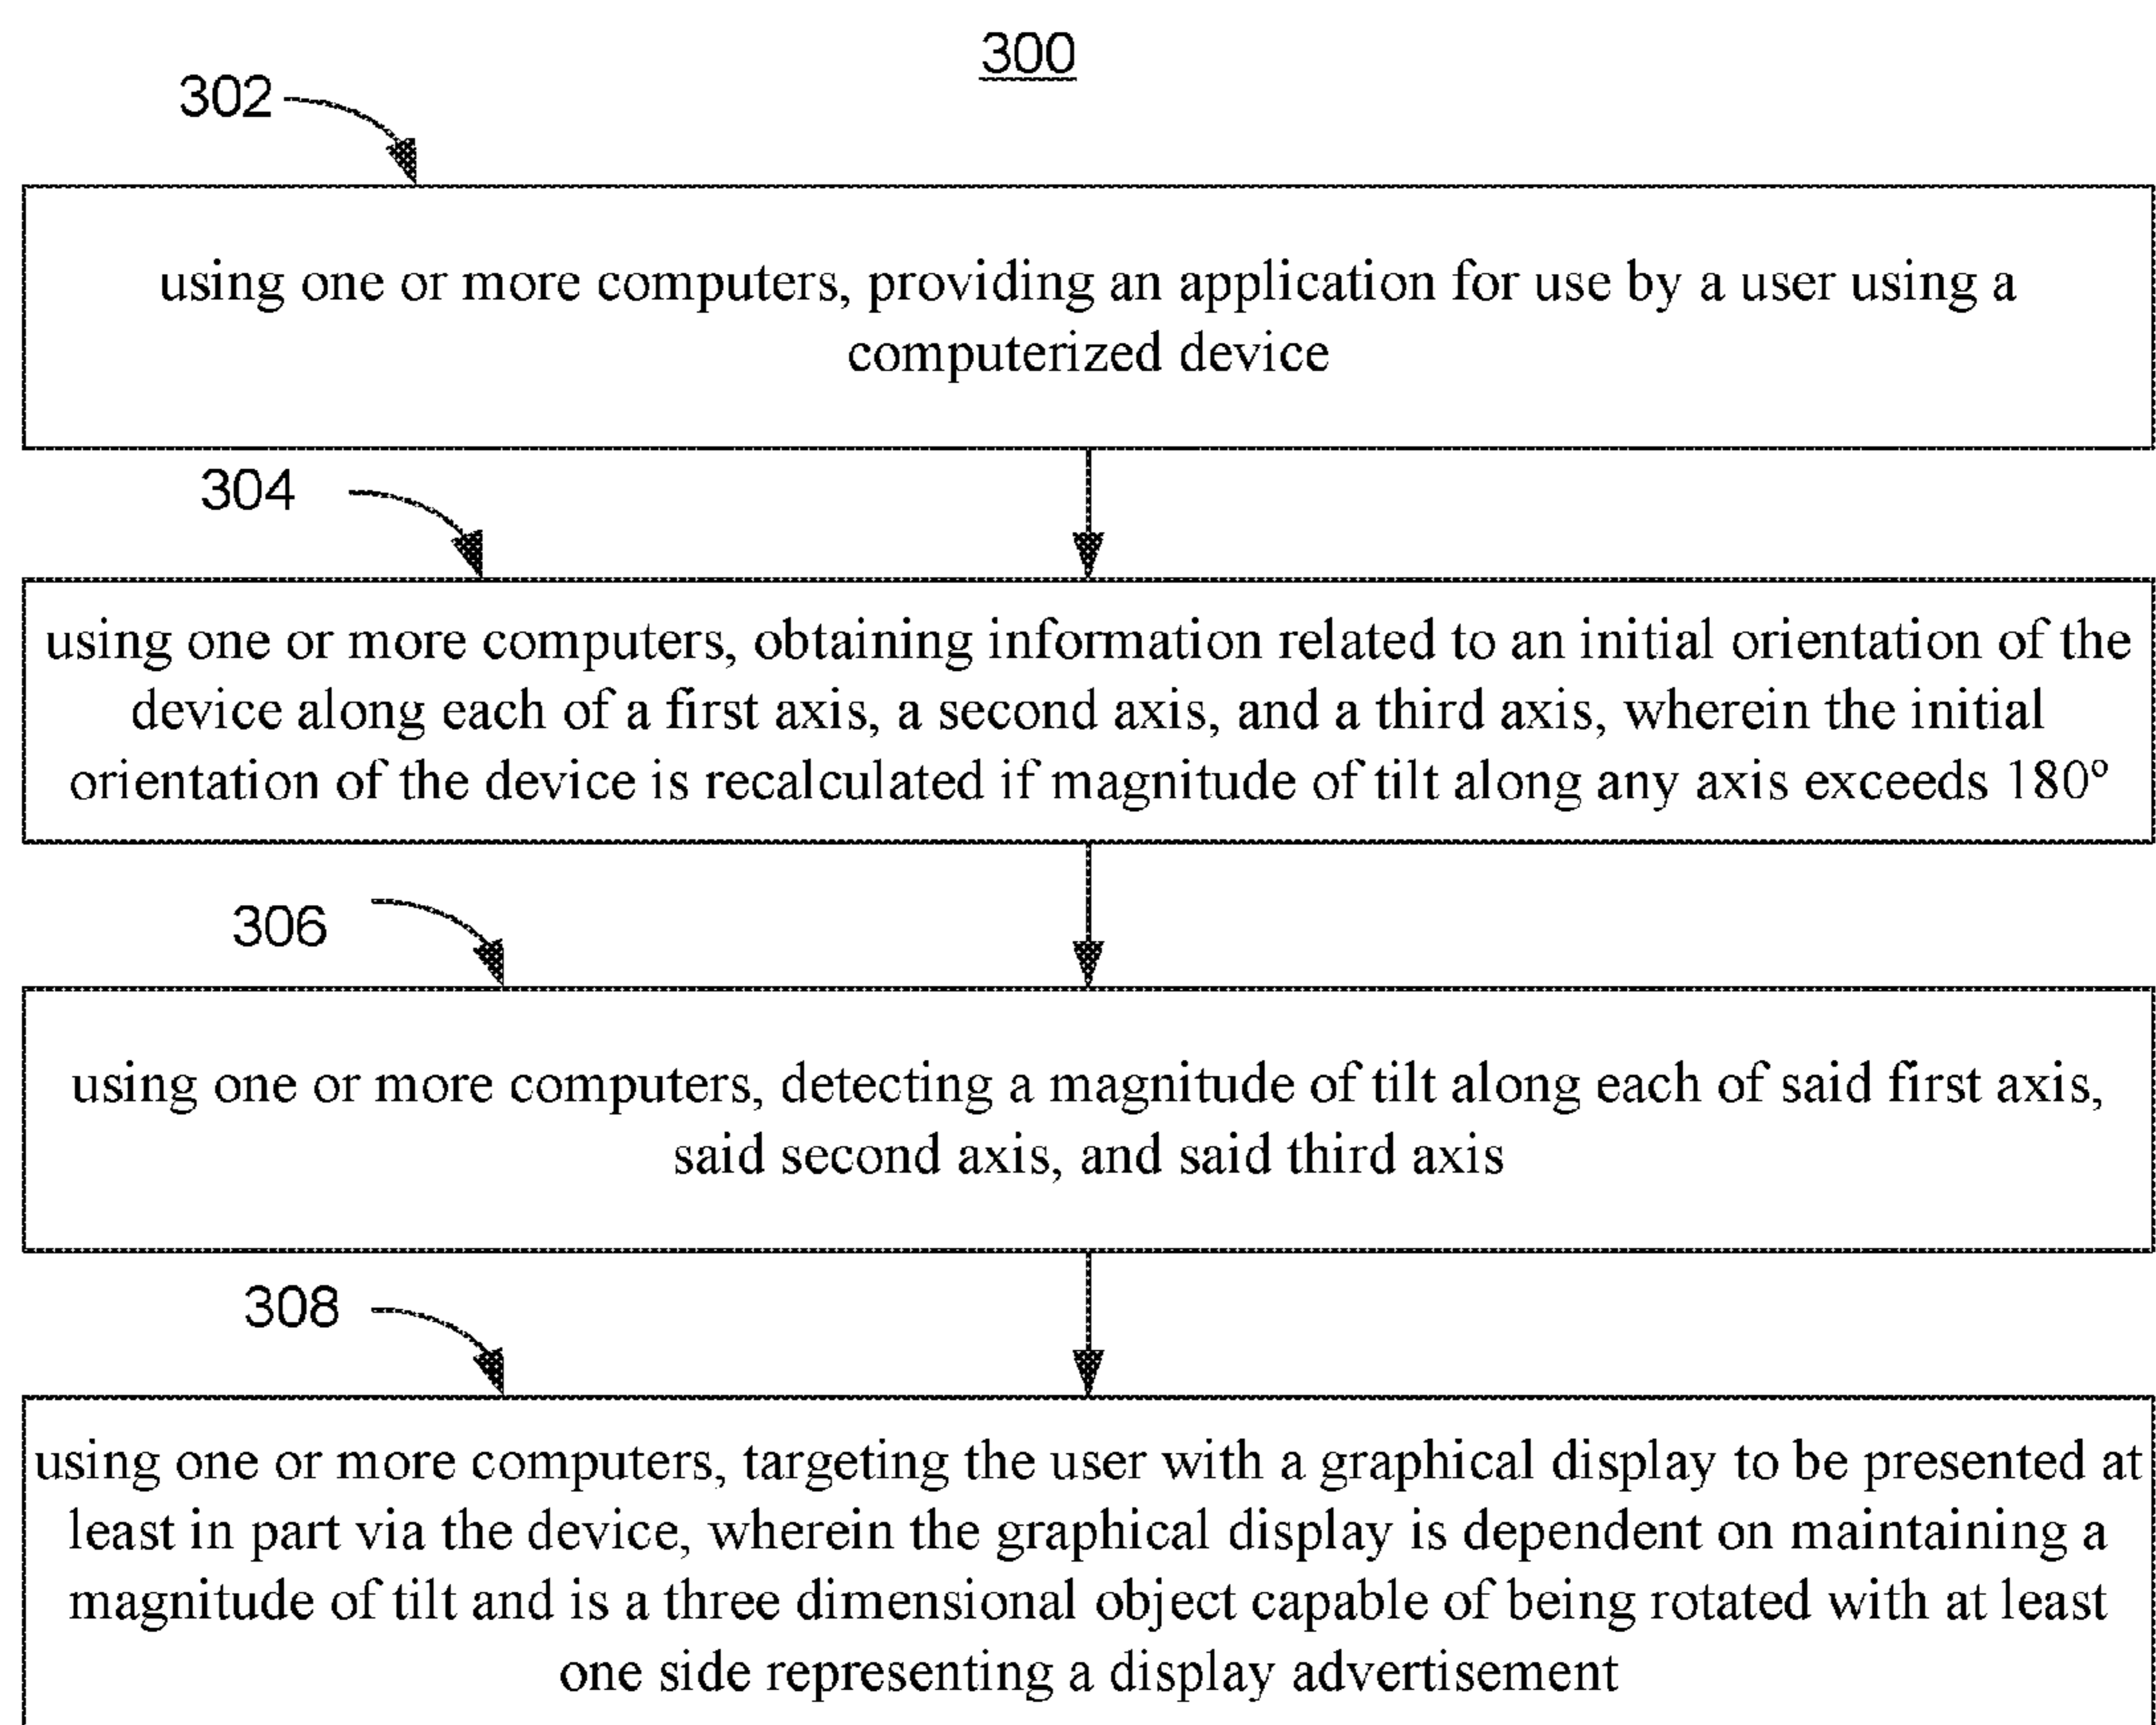 300
302
using one or more computers, providing an application for use by a user using a
computerized device
304
using one or more computers, obtaining information related to an initial orientation of the
device along each of a first axis, a second axis, and a third axis, wherein the initial
orientation of the device is recalculated if magnitude of tilt along any axis exceeds 180º
306
using one or more computers, detecting a magnitude of tilt along each of said first axis,
said second axis, and said third axis
308
using one or more computers, targeting the user with a graphical display to be presented at
least in part via the device, wherein the graphical display is dependent on maintaining a
magnitude of tilt and is a three dimensional object capable of being rotated with at least
one side representing a display advertisement